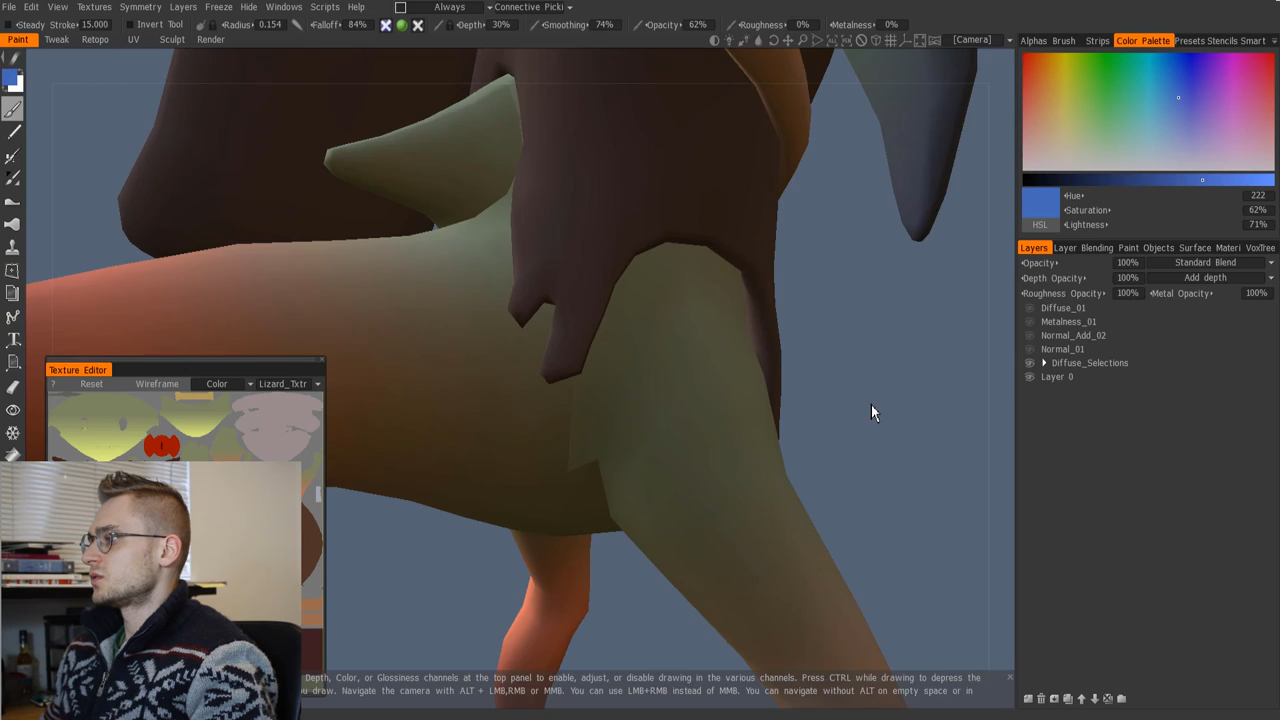 File Edit View Textures Symmetry Layers Freeze Hide Windows Scripts Help Always Connective Picki
Steady Stroke 15.000 Invert Tool Radius 0.154 Falloff 84% Depth 30% Smoothing 74% Opacity 62% Roughness 0% Metalness 0%
Paint Tweak Retopo UV Sculpt Render [Camera] Alphas Brush Strips Color Palette Presets Stencils Smart
Hue 222
Saturation 62%
HSL Lightness 71%
Layers Layer Blending Paint Objects Surface Materi VoxTree
Opacity 100% Standard Blend
Depth Opacity 100% Add depth
Roughness Opacity 100% Metal Opacity 100%
Diffuse_01
Metalness_01
Normal_Add_02
Normal_01
Diffuse_Selections
Layer 0
Texture Editor
? Reset Wireframe Color Lizard_Txtr
Depth, Color, or Glossiness channels at the top panel to enable, adjust, or disable drawing in the various channels. Press CTRL while drawing to depress the
ou draw. Navigate the camera with ALT + LMB,RMB or MMB. You can use LMB+RMB instead of MMB. You can navigate without ALT on empty space or in